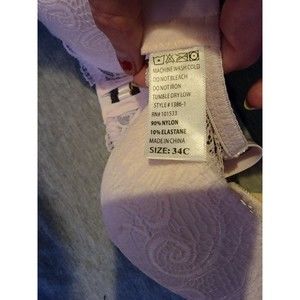 MACHINE WASH COLD
DO NOT BLEACH
DO NOT IRON
TUMBLE DRY LOW
STYLE#1386-1
RN#101533
90% NYLON
10% ELASTANE
MADE IN CHINA
SIZE: 34C